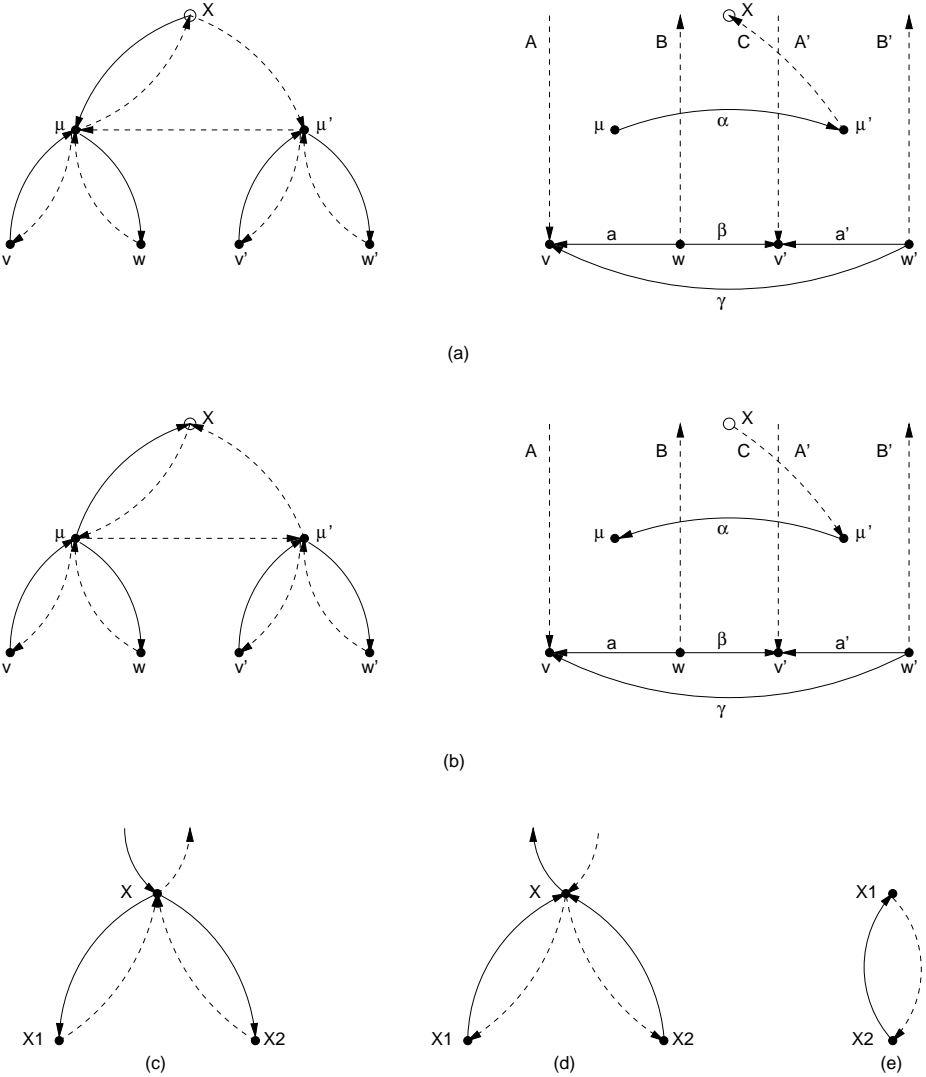 X X
A B C A' B'
μ μ' μ α μ'
a β a'
v w v' w' v w v' w'
γ
(a)
X X
A B C A' B'
μ μ' μ α μ'
a β a'
v w v' w' v w v' w'
γ
(b)
X X X1
X1 X2 X1 X2 X2
(c) (d) (e)